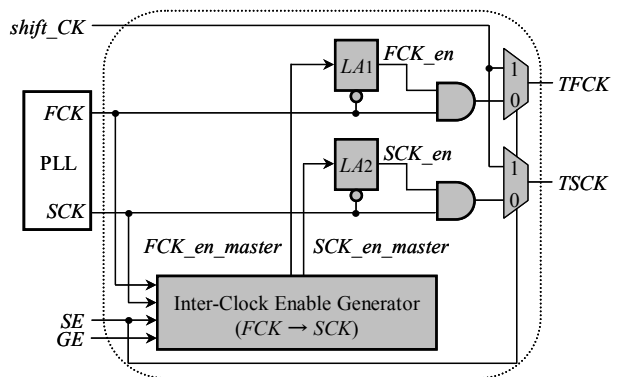 shift_CK
FCK_en
LA1
1
TFCK
0
FCK
PLL
SCK_en
LA2
1
TSCK
0
SCK
FCK_en_master
SCK_en_master
Inter-Clock Enable Generator
(FCK → SCK)
SE
GE